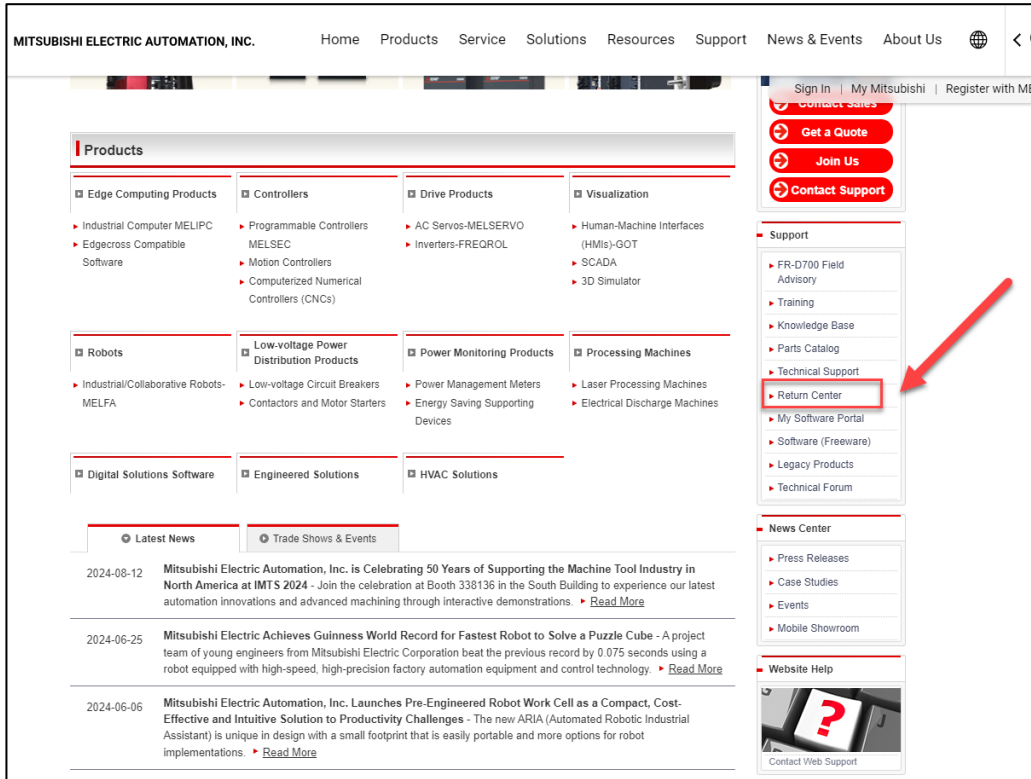 MITSUBISHI ELECTRIC AUTOMATION, INC.
Home Products Service Solutions Resources Support News & Events About Us
Sign In | My Mitsubishi | Register with ME
Contact Sales
Get a Quote
Join Us
Contact Support
Products
Edge Computing Products
Industrial Computer MELIPC
Edgecross Compatible
Software
Controllers
Programmable Controllers
MELSEC
Motion Controllers
Computerized Numerical
Controllers (CNCs)
Drive Products
AC Servos-MELSERVO
Inverters-FREQROL
Visualization
Human-Machine Interfaces
(HMIs)-GOT
SCADA
3D Simulator
Robots
Industrial/Collaborative Robots-
MELFA
Low-voltage Power
Distribution Products
Low-voltage Circuit Breakers
Contactors and Motor Starters
Power Monitoring Products
Power Management Meters
Energy Saving Supporting
Devices
Processing Machines
Laser Processing Machines
Electrical Discharge Machines
Digital Solutions Software
Engineered Solutions
HVAC Solutions
Latest News
Trade Shows & Events
2024-08-12
Mitsubishi Electric Automation, Inc. is Celebrating 50 Years of Supporting the Machine Tool Industry in
North America at IMTS 2024 - Join the celebration at Booth 338136 in the South Building to experience our latest
automation innovations and advanced machining through interactive demonstrations. Read More
2024-06-25
Mitsubishi Electric Achieves Guinness World Record for Fastest Robot to Solve a Puzzle Cube - A project
team of young engineers from Mitsubishi Electric Corporation beat the previous record by 0.075 seconds using a
robot equipped with high-speed, high-precision factory automation equipment and control technology. Read More
2024-06-06
Mitsubishi Electric Automation, Inc. Launches Pre-Engineered Robot Work Cell as a Compact, Cost-
Effective and Intuitive Solution to Productivity Challenges - The new ARIA (Automated Robotic Industrial
Assistant) is unique in design with a small footprint that is easily portable and more options for robot
implementations. Read More
Support
FR-D700 Field
Advisory
Training
Knowledge Base
Parts Catalog
Technical Support
Return Center
My Software Portal
Software (Freeware)
Legacy Products
Technical Forum
News Center
Press Releases
Case Studies
Events
Mobile Showroom
Website Help
G
?
J
Contact Web Support